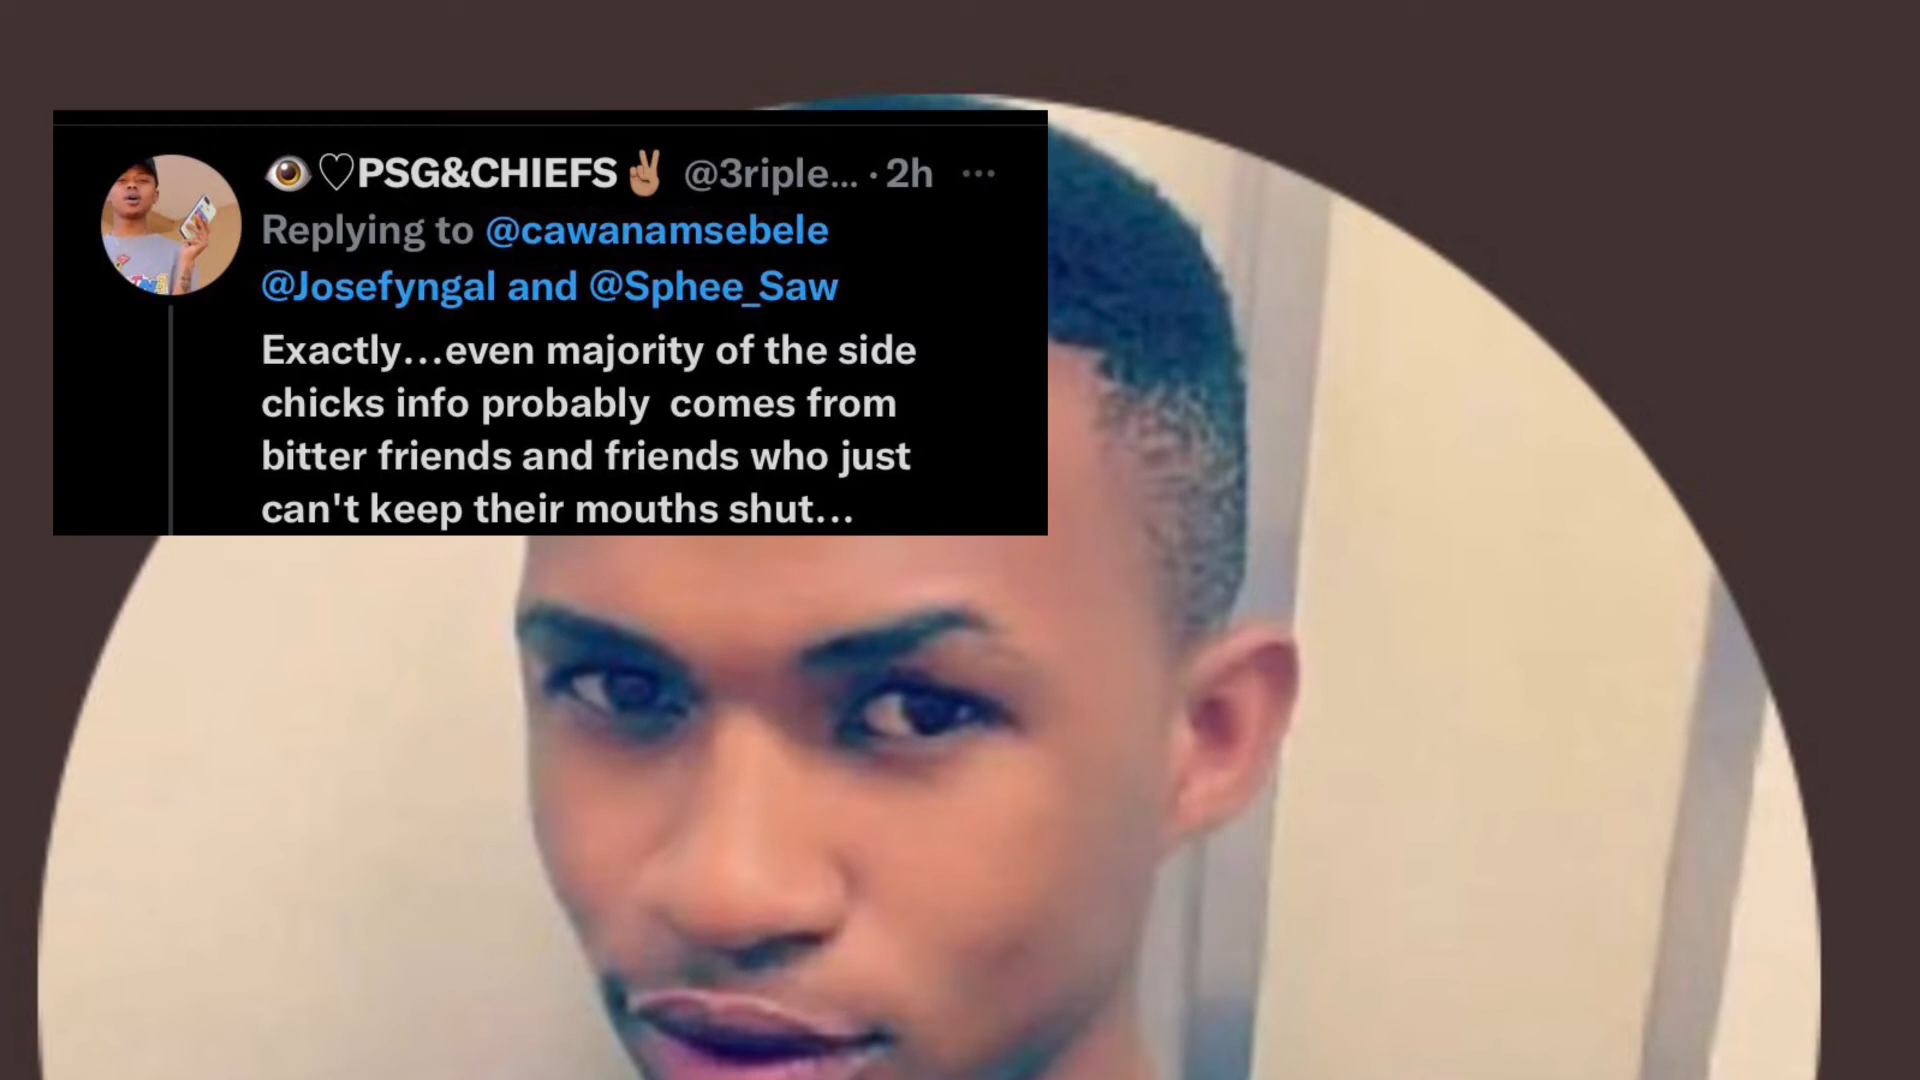 👁️♡PSG&CHIEFS✌🏽 @3riple... · 2h ...
Replying to @cawanamsebele
@Josefyngal and @Sphee_Saw
Exactly...even majority of the side
chicks info probably  comes from
bitter friends and friends who just
can't keep their mouths shut...